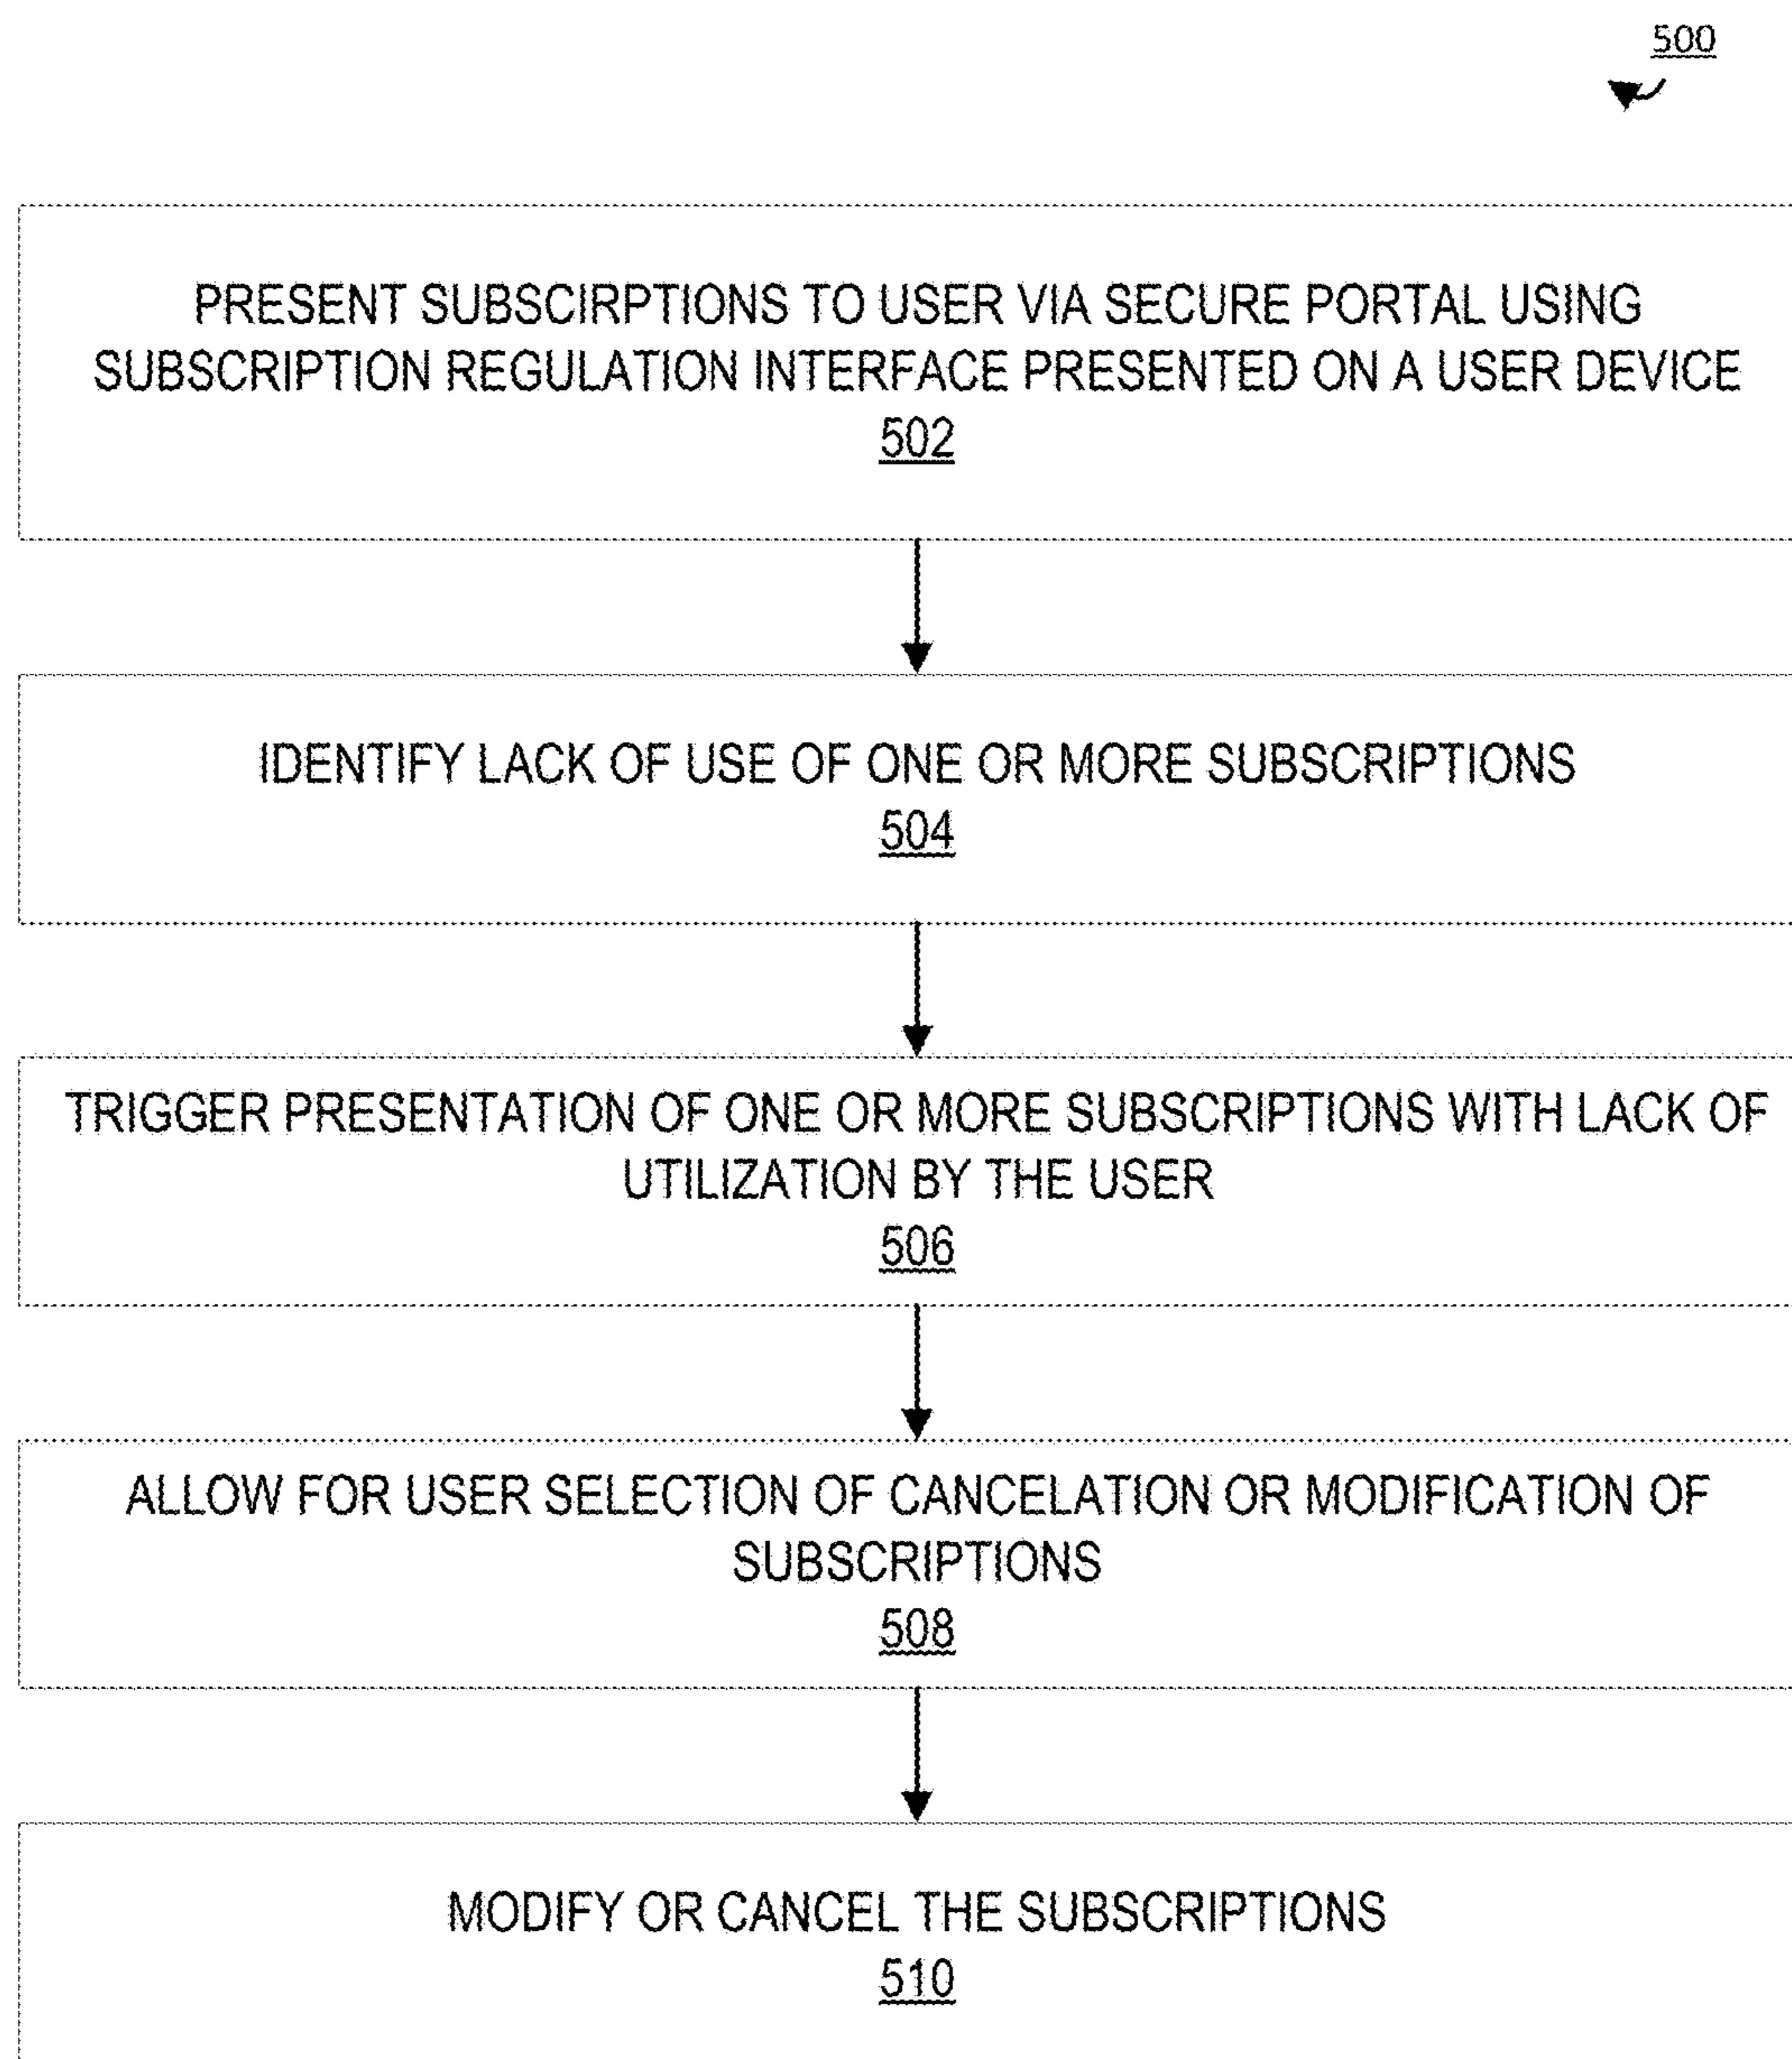 500
PRESENT SUBSCIRPTIONS TO USER VIA SECURE PORTAL USING
SUBSCRIPTION REGULATION INTERFACE PRESENTED ON A USER DEVICE
502
IDENTIFY LACK OF USE OF ONE OR MORE SUBSCRIPTIONS
504
TRIGGER PRESENTATION OF ONE OR MORE SUBSCRIPTIONS WITH LACK OF
UTILIZATION BY THE USER
506
ALLOW FOR USER SELECTION OF CANCELATION OR MODIFICATION OF
SUBSCRIPTIONS
508
MODIFY OR CANCEL THE SUBSCRIPTIONS
510